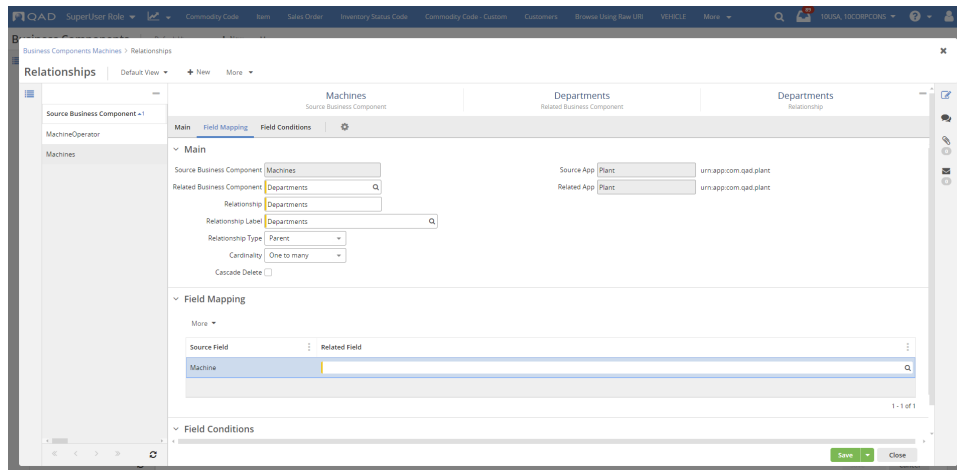 QAD SuperUser Role Commodity Code Item Sales Order Inventory Status Code Commodity Code - Custom Customers Browse Using Raw URI VEHICLE More 10USA, 10CORPCONS
Business Components Machines > Relationships
Relationships Default View + New More
Machines
Source Business Component
Departments
Related Business Component
Departments
Relationship
Source Business Component
MachineOperator
Machines
Main Field Mapping Field Conditions
Main
Source Business Component Machines Source App Plant urn:app:com.qad.plant
Related Business Component Departments Related App Plant urn:app:com.qad.plant
Relationship Departments
Relationship Label Departments
Relationship Type Parent
Cardinality One to many
Cascade Delete
Field Mapping
More
Source Field Related Field
Machine
1 - 1 of 1
Field Conditions
0
0
Save Close